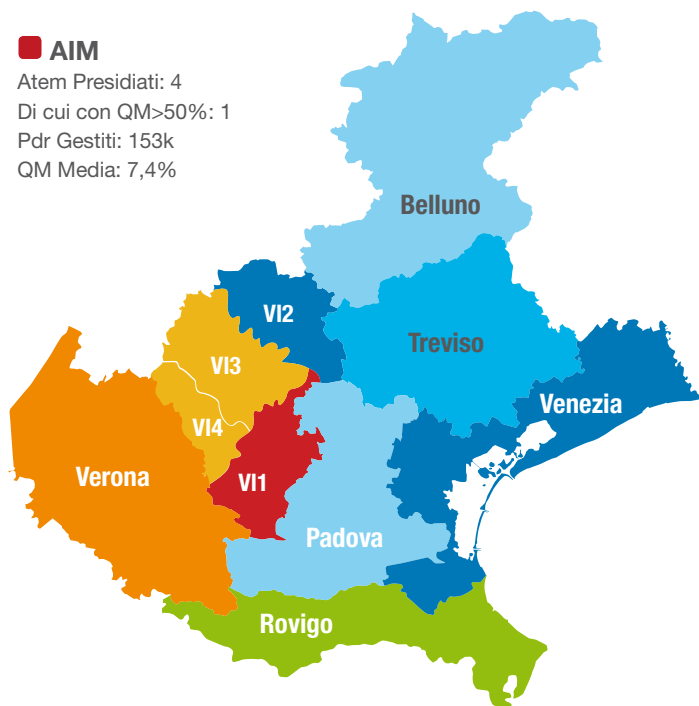 AIM
Atem Presidiati: 4
Di cui con QM>50%: 1
Pdr Gestiti: 153k
QM Media: 7,4%
Belluno
VI2
Treviso
VI3
Venezia
VI4
Verona
VI1
Padova
Rovigo